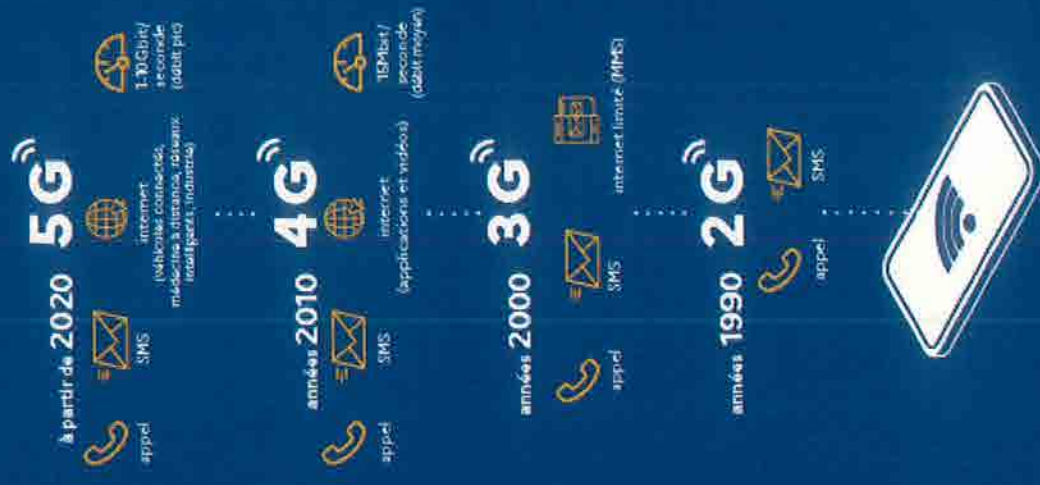 à partir de 2020 5G
appel
SMS
internet
(véhicules connectés,
médecine à distance, réseaux
intelligents, industrie)
1-10 Gbit/
seconde
(débit pic)
années 2010 4G
appel
SMS
internet
(applications et vidéos)
15Mbit/
seconde
(débit moyen)
années 2000 3G
appel
SMS
internet limité (MMS)
années 1990 2G
appel
SMS